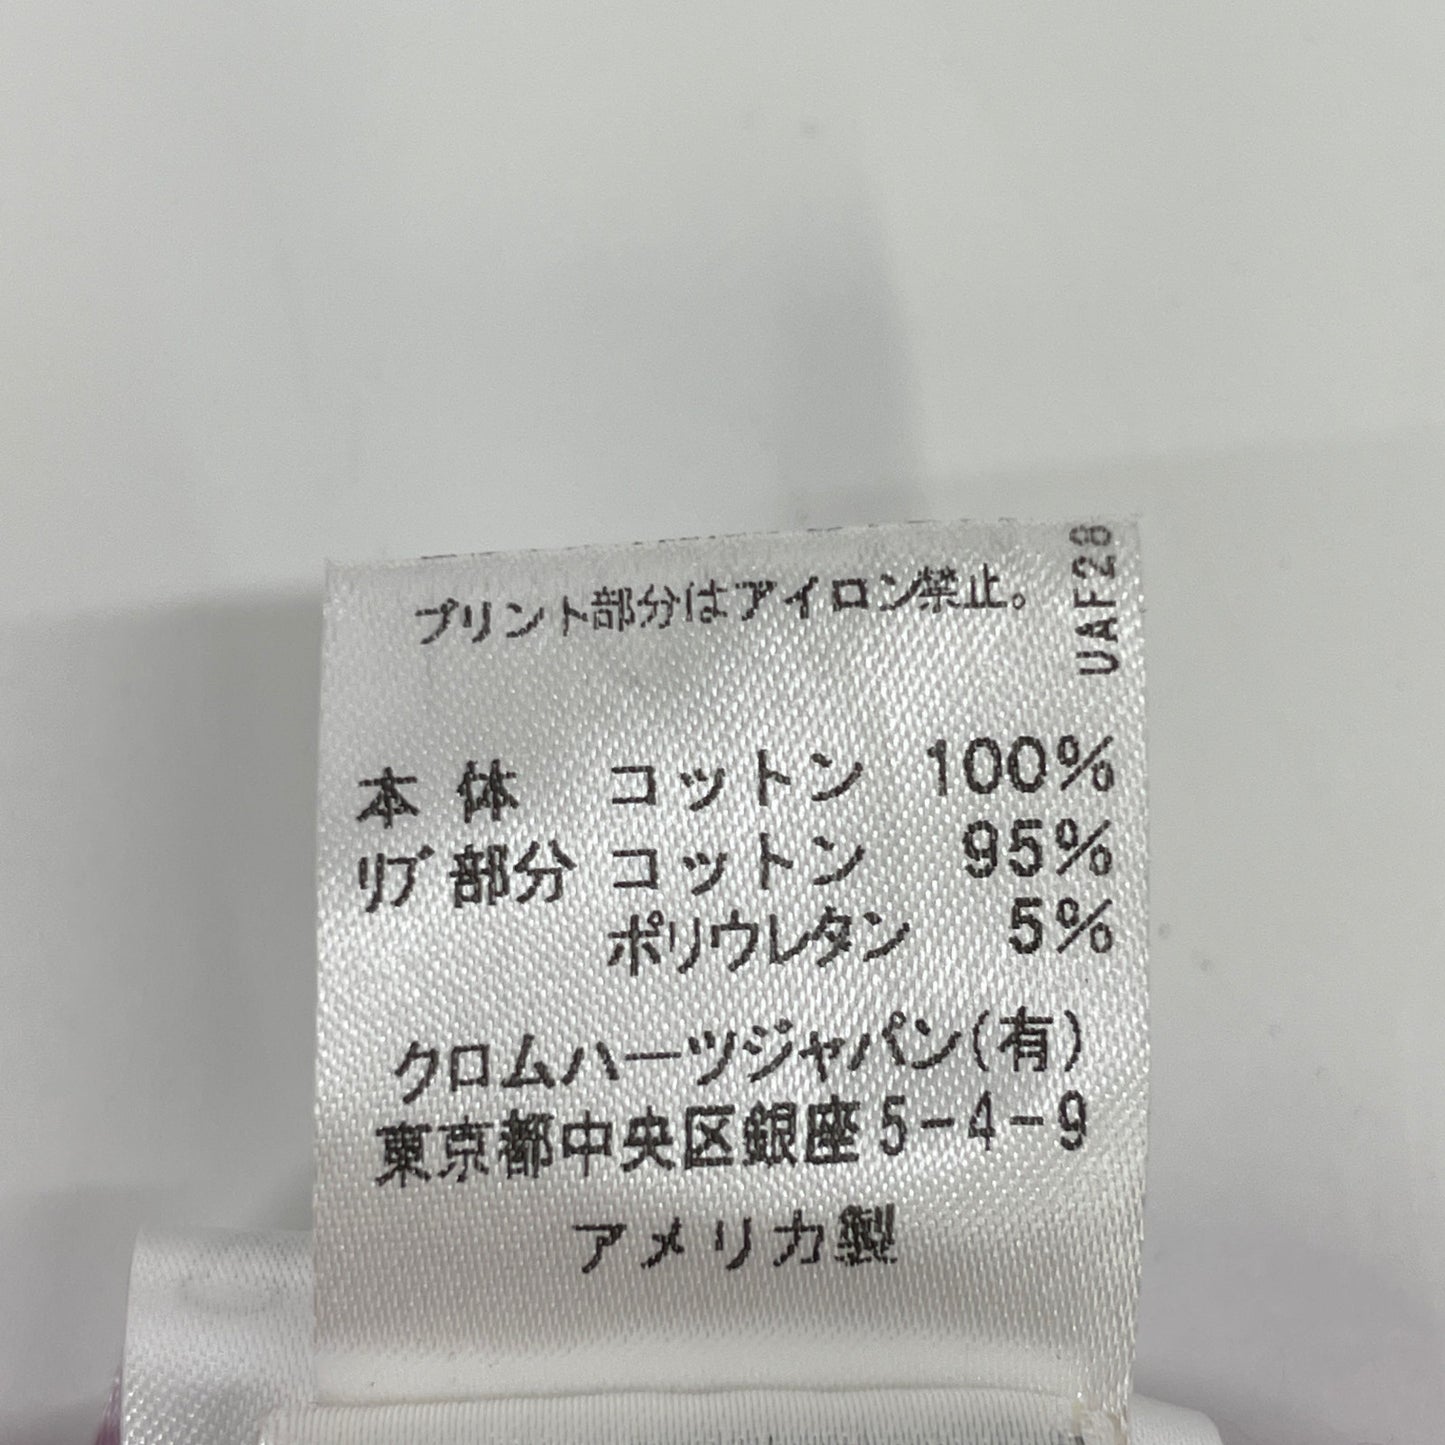 プリント部分はアイロン禁止。
UAF28
本 体 コットン 100%
リブ部分 コットン 95%
ポリウレタン 5%
クロムハーツジャパン(有)
東京都中央区銀座5-4-9
アメリカ製